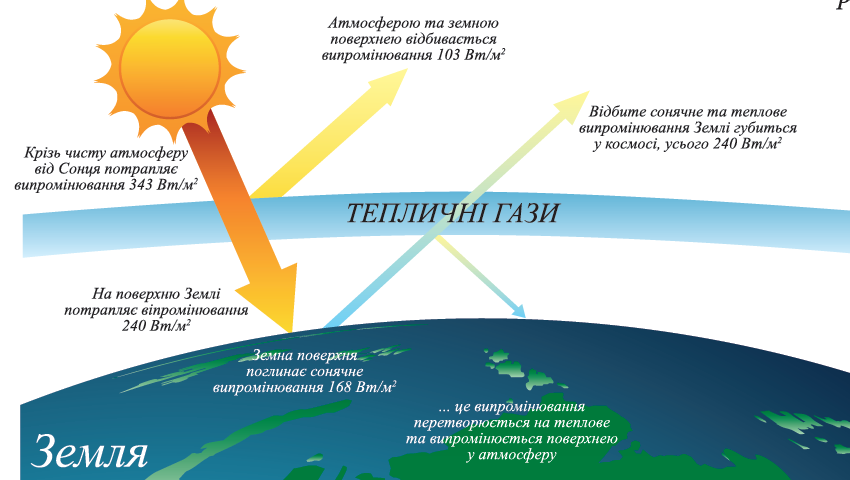 Р
Атмосферою та земною
поверхнею відбивається
випромінювання 103 Вт/м²
Відбите сонячне та теплове
випромінювання Землі губиться
у космосі, усього 240 Вт/м²
Крізь чисту атмосферу
від Сонця потрапляє
випромінювання 343 Вт/м²
ТЕПЛИЧНІ ГАЗИ
На поверхню Землі
потрапляє віпромінювання
240 Вт/м²
Земна поверхня
поглинає сонячне
випромінювання 168 Вт/м²
... це випромінювання
перетворюється на теплове
та випромінюється поверхнею
у атмосферу
Земля